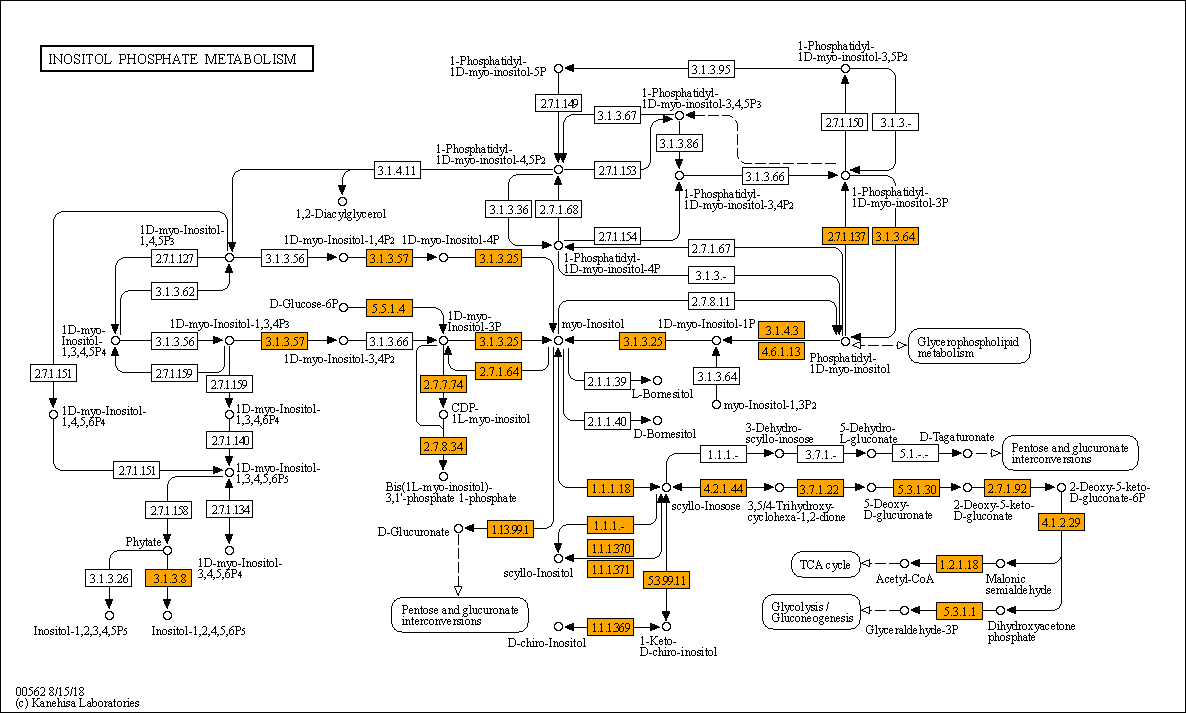 INOSITOL PHOSPHATE METABOLISM
1-Phosphatidyl-
1D-myo-inositol-5P
3.1.3.95
1-Phosphatidyl-
1D-myo-inositol-3,5P2
2.7.1.149
1-Phosphatidyl-
1D-myo-inositol-3,4,5P3
3.1.3.67
2.7.1.150
3.1.3.-
3.1.3.86
1-Phosphatidyl-
1D-myo-inositol-4,5P2
3.1.4.11
2.7.1.153
3.1.3.66
1,2-Diacylglycerol
3.1.3.36
2.7.1.68
1-Phosphatidyl-
1D-myo-inositol-3,4P2
1-Phosphatidyl-
1D-myo-inositol-3P
2.7.1.154
2.7.1.137
3.1.3.64
1D-myo-Inositol-
1,4,5P3
1D-myo-Inositol-1,4P2
1D-myo-Inositol-4P
2.7.1.127
3.1.3.56
3.1.3.57
3.1.3.25
2.7.1.67
1-Phosphatidyl-
1D-myo-inositol-4P
3.1.3.-
3.1.3.62
D-Glucose-6P
5.5.1.4
2.7.8.11
1D-myo-
Inositol-
1,3,4,5P4
1D-myo-Inositol-1,3,4P3
1D-myo-
Inositol-3P
myo-Inositol
1D-myo-Inositol-1P
3.1.3.56
3.1.3.57
3.1.3.66
3.1.3.25
3.1.3.25
3.1.4.3
4.6.1.13
Glycerophospholipid
metabolism
1D-myo-Inositol-3,4P2
Phosphatidyl-
1D-myo-inositol
2.7.1.151
2.7.1.159
2.7.1.159
2.7.1.64
2.7.7.74
2.1.1.39
L-Bornesitol
3.1.3.64
myo-Inositol-1,3P2
1D-myo-Inositol-
1,4,5,6P4
1D-myo-Inositol-
1,3,4,6P4
CDP-
1L-myo-inositol
2.1.1.40
D-Bornesitol
2.7.1.140
2.7.8.34
3-Dehydro-
scyllo-inosose
5-Dehydro-
L-gluconate
D-Tagaturonate
1.1.1.-
3.7.1.-
5.1.-.-
Pentose and glucuronate
interconversions
2.7.1.151
1D-myo-Inositol-
1,3,4,5,6P5
Bis(1L-myo-inositol)-
3,1'-phosphate 1-phosphate
1.1.1.18
4.2.1.44
3.7.1.22
5.3.1.30
2.7.1.92
2-Deoxy-5-keto-
D-gluconate-6P
scyllo-Inosose
3,5/4-Trihydroxy-
cyclohexa-1,2-dione
5-Deoxy-
D-glucuronate
2-Deoxy-5-keto-
D-gluconate
2.7.1.158
2.7.1.134
D-Glucuronate
1.13.99.1
1.1.1.-
4.1.2.29
Phytate
1D-myo-Inositol-
3,4,5,6P4
1.1.1.370
1.1.1.371
scyllo-Inositol
3.1.3.26
3.1.3.8
5.3.99.11
TCA cycle
Acetyl-CoA
1.2.1.18
Malonic
semialdehyde
Inositol-1,2,3,4,5P5
Inositol-1,2,4,5,6P5
Pentose and glucuronate
interconversions
Glycolysis /
Gluconeogenesis
Glyceraldehyde-3P
5.3.1.1
Dihydroxyacetone
phosphate
D-chiro-Inositol
1.1.1.369
1-Keto-
D-chiro-inositol
00562 8/15/18
(c) Kanehisa Laboratories